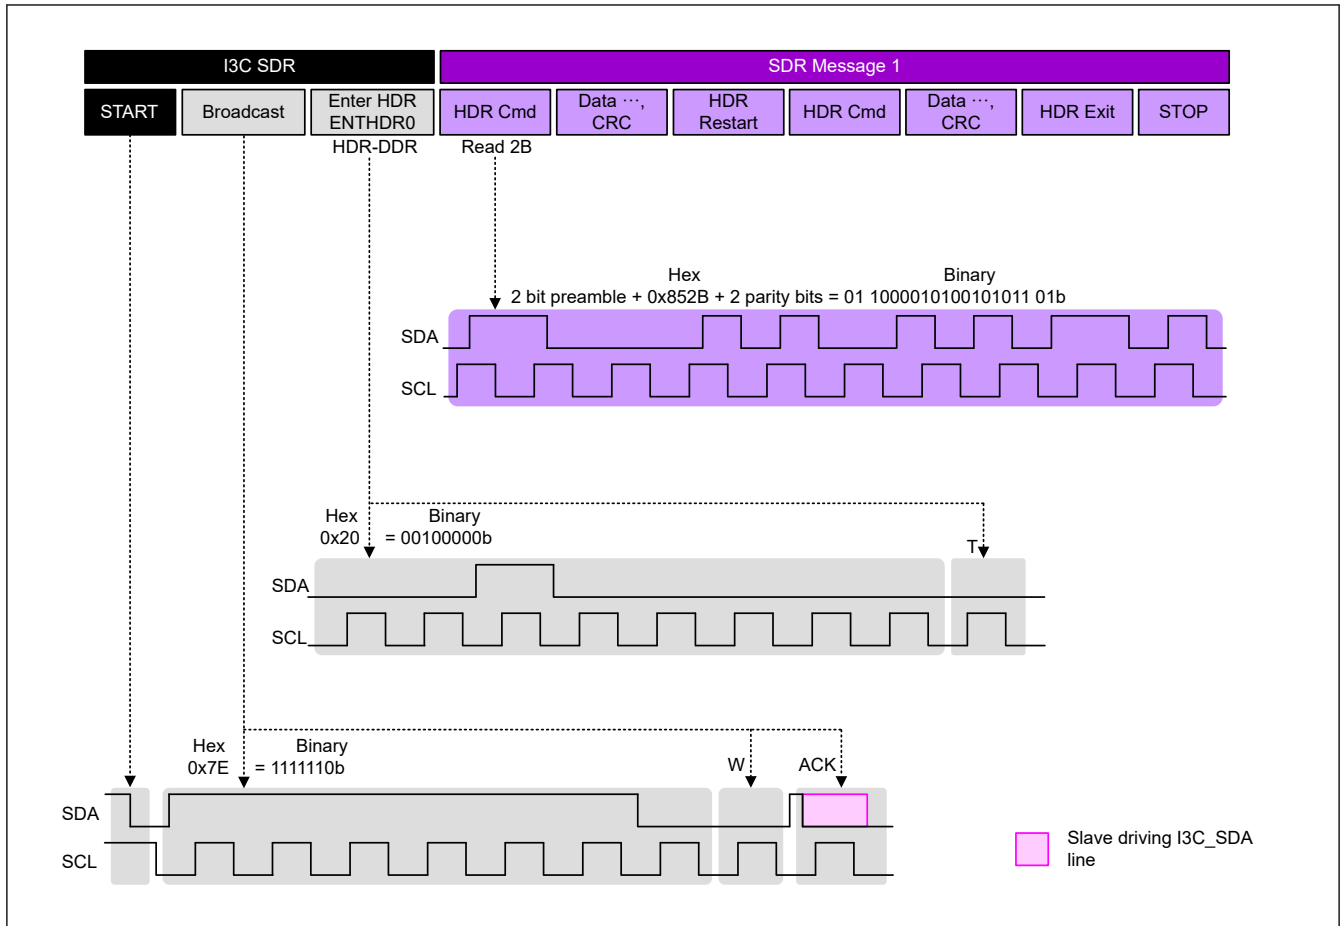 I3C SDR
SDR Message 1
START
Broadcast
Enter HDR
ENTHDR0
HDR Cmd
Data ···,
CRC
HDR
Restart
HDR Cmd
Data ···,
CRC
HDR Exit
STOP
HDR-DDR
Read 2B
Hex
Binary
2 bit preamble + 0x852B + 2 parity bits = 01 1000010100101011 01b
SDA
SCL
Hex
Binary
0x20 = 00100000b
T
SDA
SCL
Hex
Binary
0x7E = 1111110b
W
ACK
SDA
SCL
Slave driving I3C_SDA
line